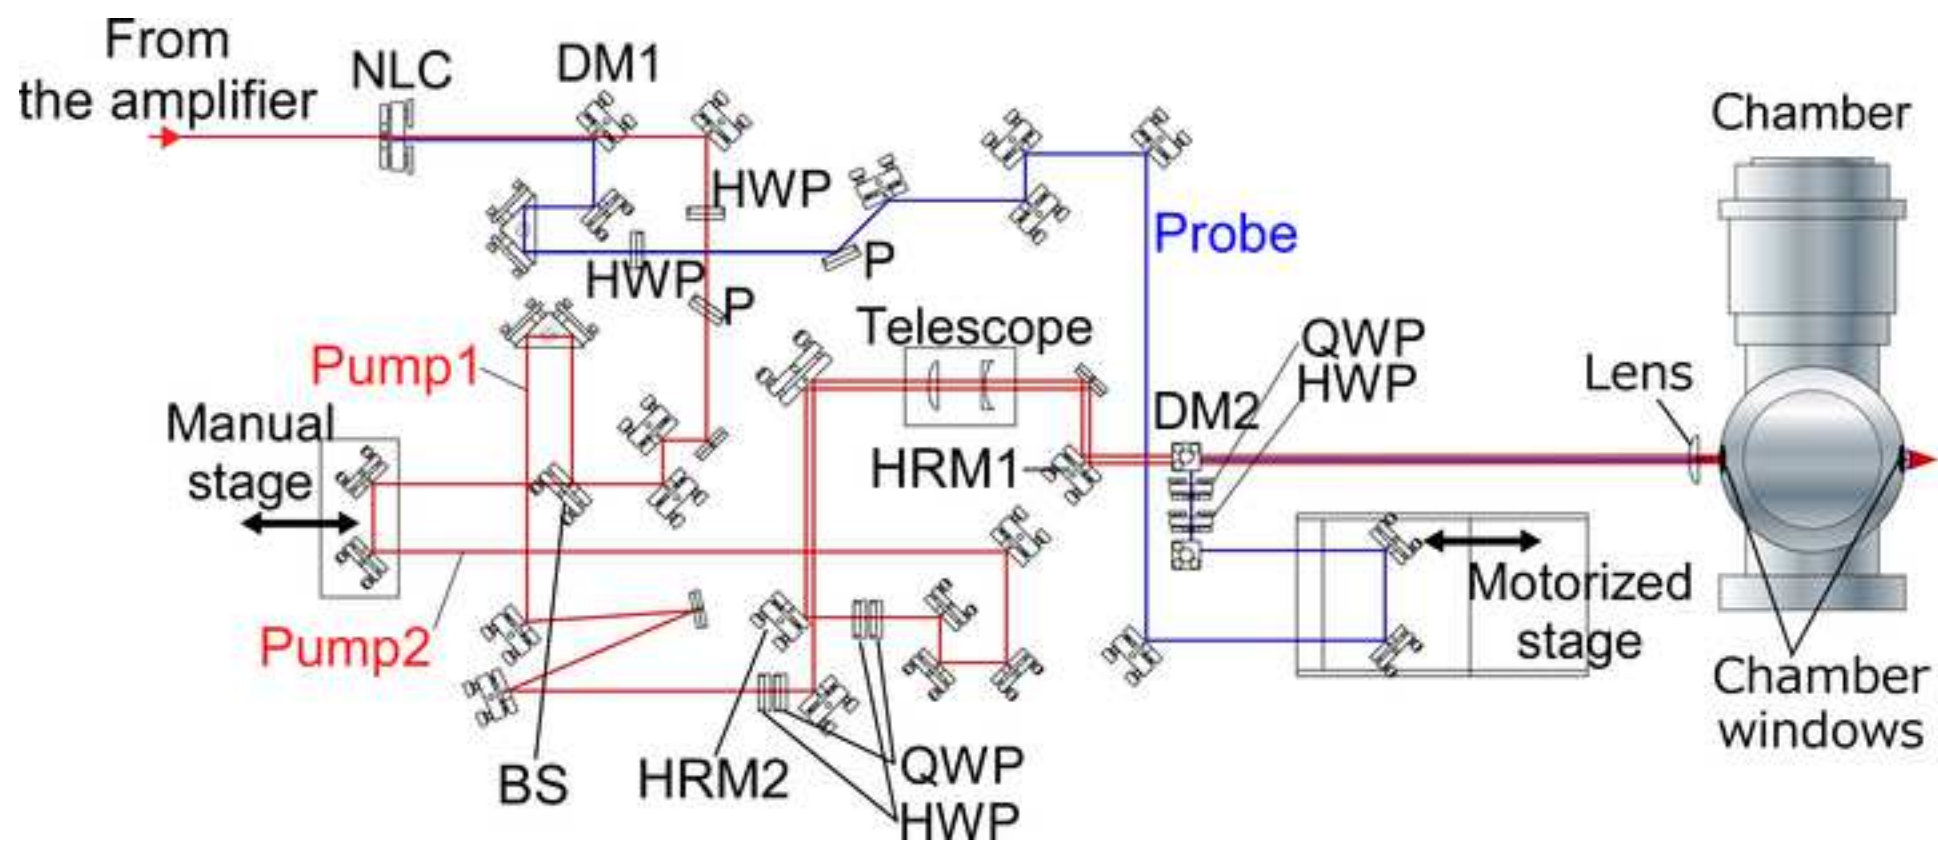 From
the amplifier
NLC
DM1
Chamber
HWP
Probe
HWP
P
P
Telescope
Pump1
QWP
HWP
Lens
DM2
Manual
stage
HRM1
Motorized
stage
Pump2
Chamber
windows
BS
HRM2
QWP
HWP